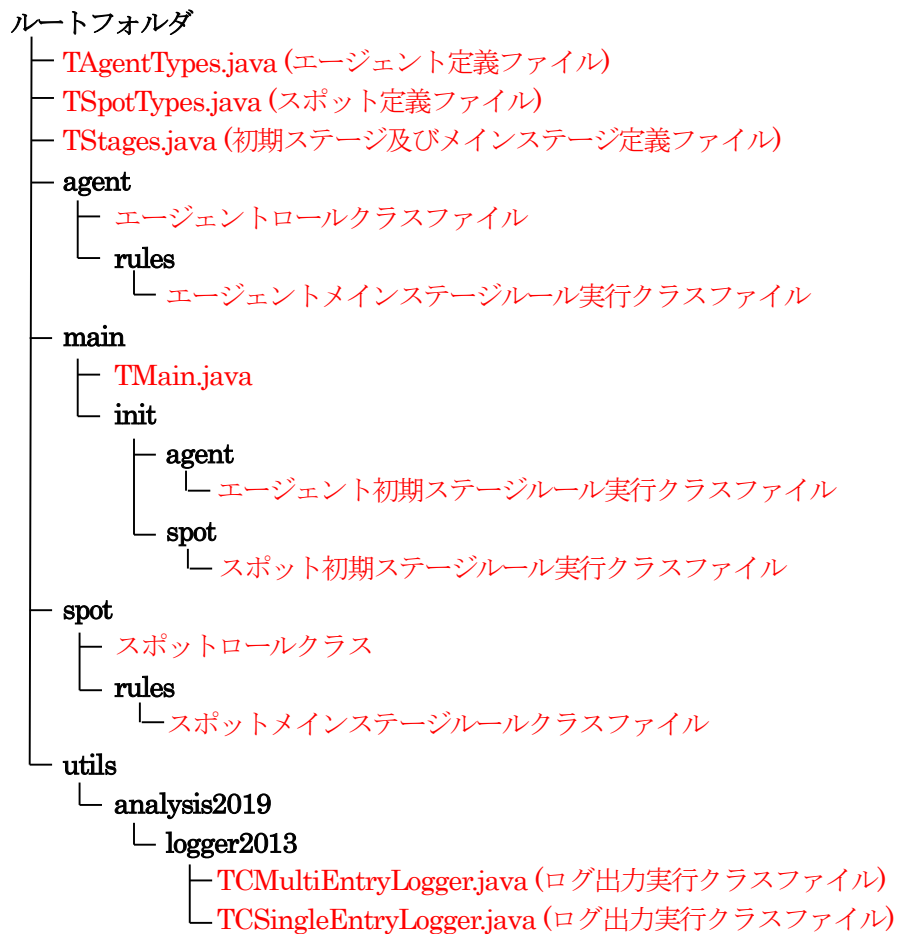 ルートフォルダ
TAgentTypes.java (エージェント定義ファイル)
TSpotTypes.java (スポット定義ファイル)
TStages.java (初期ステージ及びメインステージ定義ファイル)
agent
エージェントロールクラスファイル
rules
エージェントメインステージルール実行クラスファイル
main
TMain.java
init
agent
エージェント初期ステージルール実行クラスファイル
spot
スポット初期ステージルール実行クラスファイル
spot
スポットロールクラス
rules
スポットメインステージルールクラスファイル
utils
analysis2019
logger2013
TCMultiEntryLogger.java (ログ出力実行クラスファイル)
TCSingleEntryLogger.java (ログ出力実行クラスファイル)